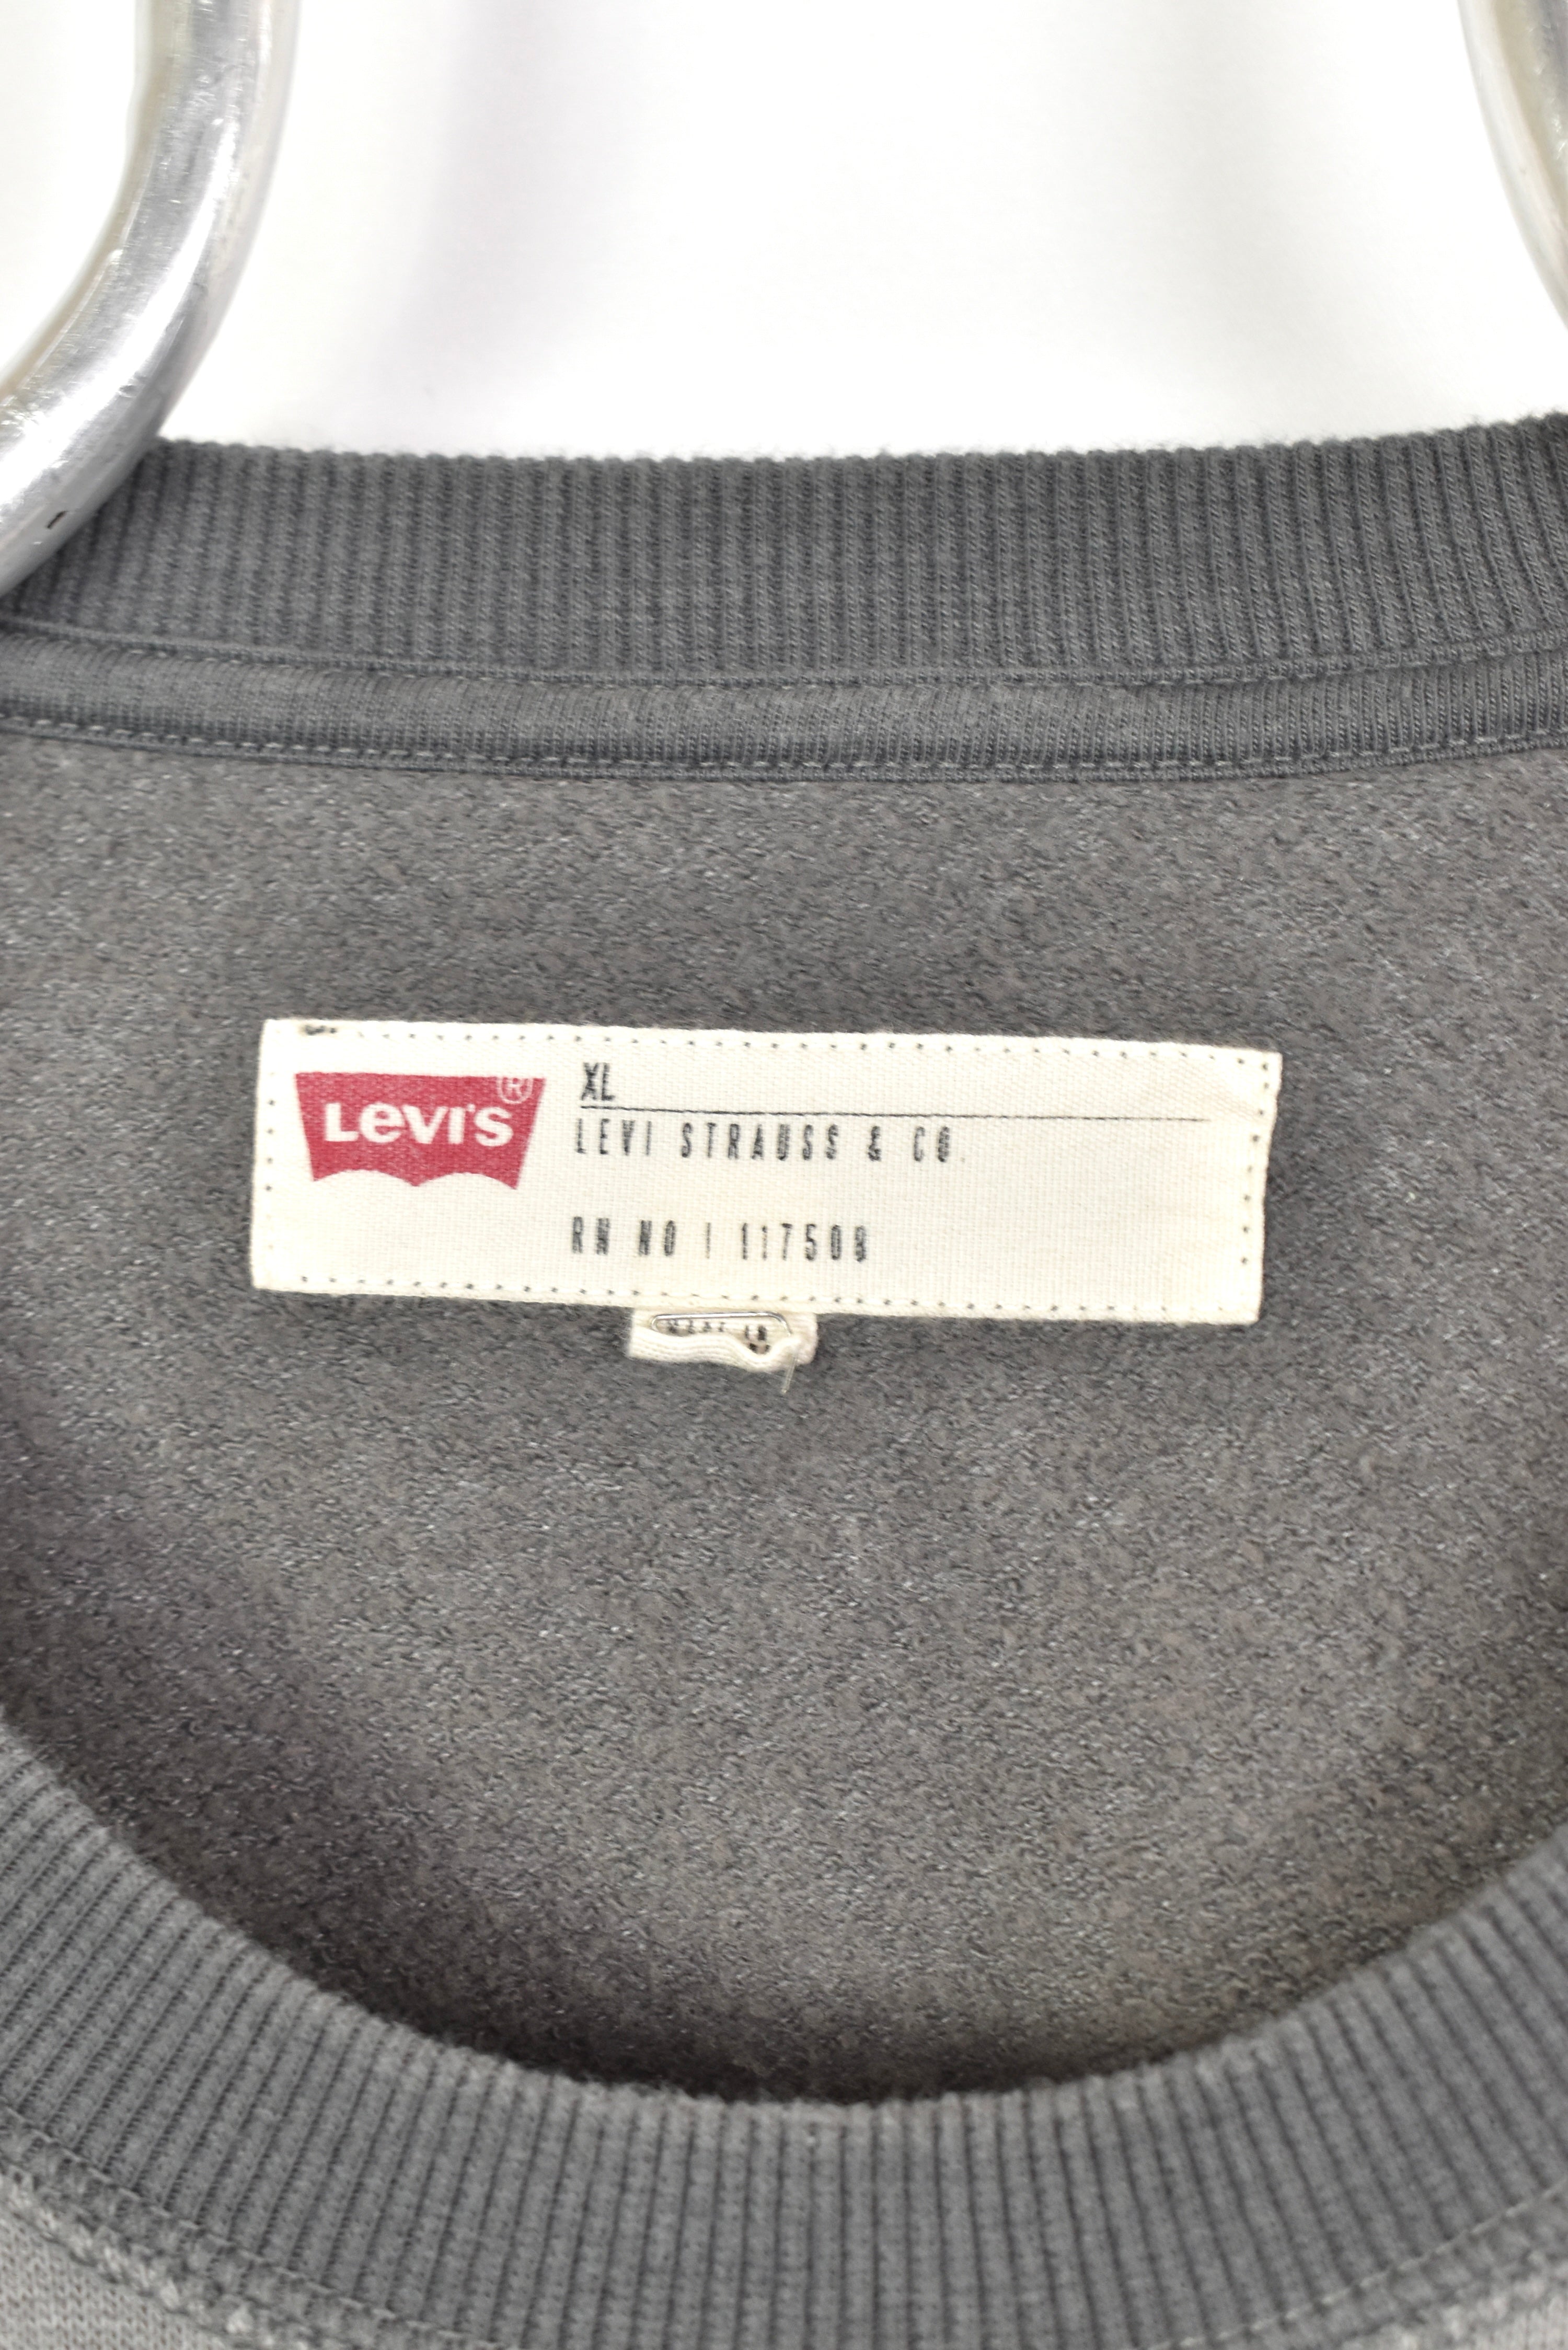 LEVI'S ®
XL
LEVI STRAUSS & CO.
RN NO | 117508